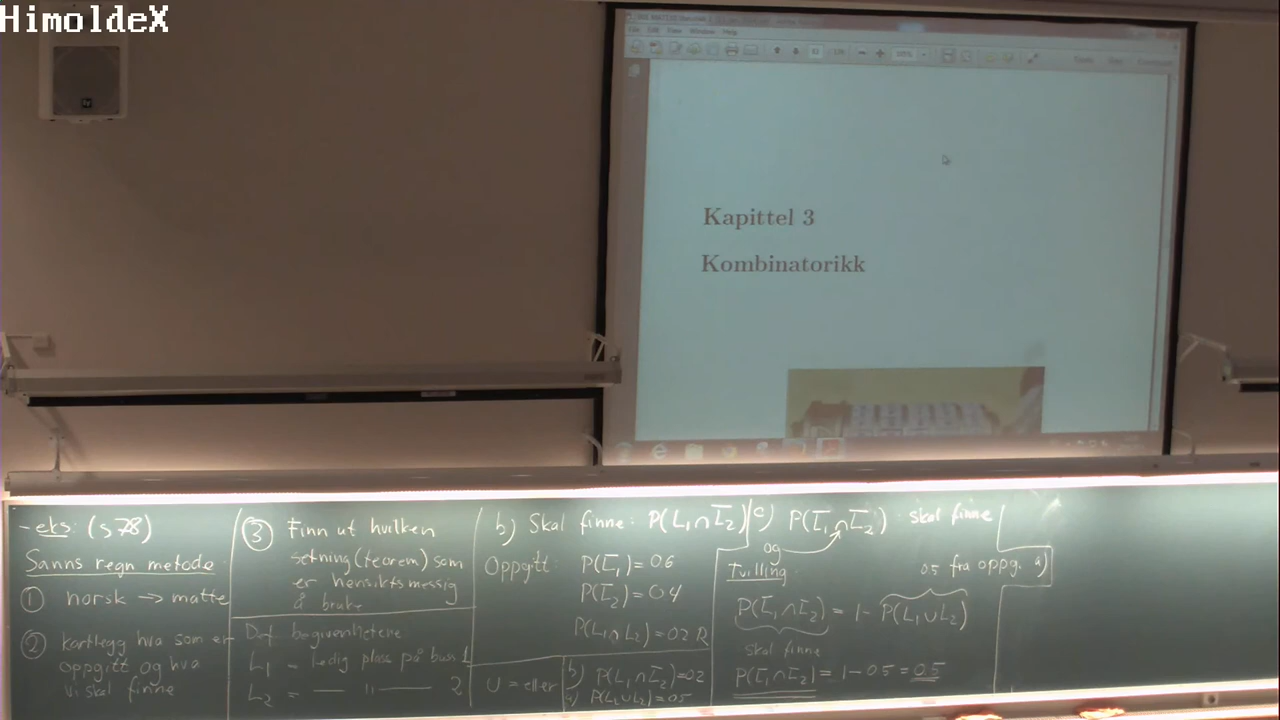 HimoldeX
Kapittel 3
Kombinatorikk
- eks: (s 78)
Sanns regn metode
① norsk → matte
② kartlegg hva som er
oppgitt og hva
vi skal finne
③ Finn ut hvilken
setning (teorem) som
er hensiktsmessig
å bruke
Def begivenhetene
L₁ = ledig plass på buss 1
L₂ = — " — 2
b) Skal finne: P(L₁∩L̅₂)
Oppgitt: P(L̅₁) = 0.6
P(L̅₂) = 0.4
P(L₁∩L₂) = 0.2
U = eller
b) P(L₁∩L̅₂) = 0.2
a) P(L₁∪L₂) = 0.5
c) P(L̅₁∩L̅₂) : skal finne
og
Tvilling:
0.5 fra oppg. a)
P(L̅₁∩L̅₂) = 1 - P(L₁∪L₂)
skal finne
P(L̅₁∩L̅₂) = 1 - 0.5 = 0.5